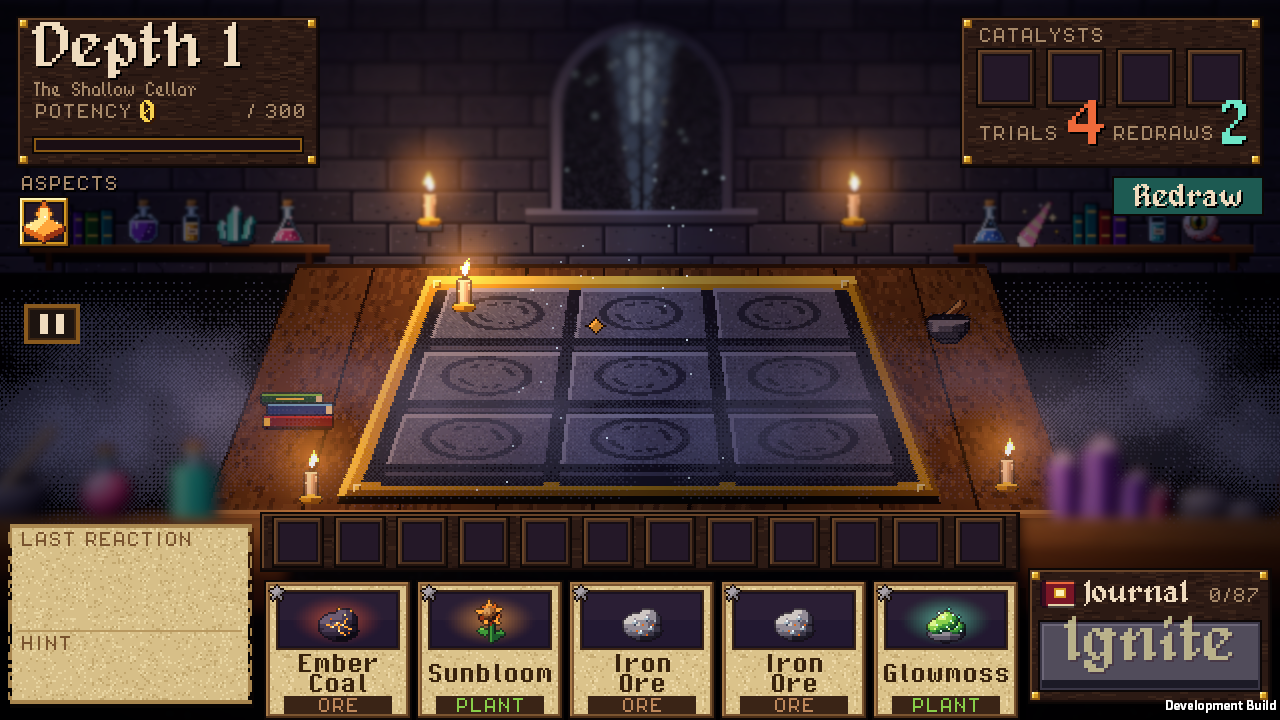 Depth 1
The Shallow Cellar
POTENCY 0 / 300
ASPECTS
CATALYSTS
TRIALS 4 REDRAWS 2
Redraw
LAST REACTION
HINT
Ember
Coal
ORE
Sunbloom
PLANT
Iron
Ore
ORE
Iron
Ore
ORE
Glowmoss
PLANT
Journal 0/87
Ignite
Development Build